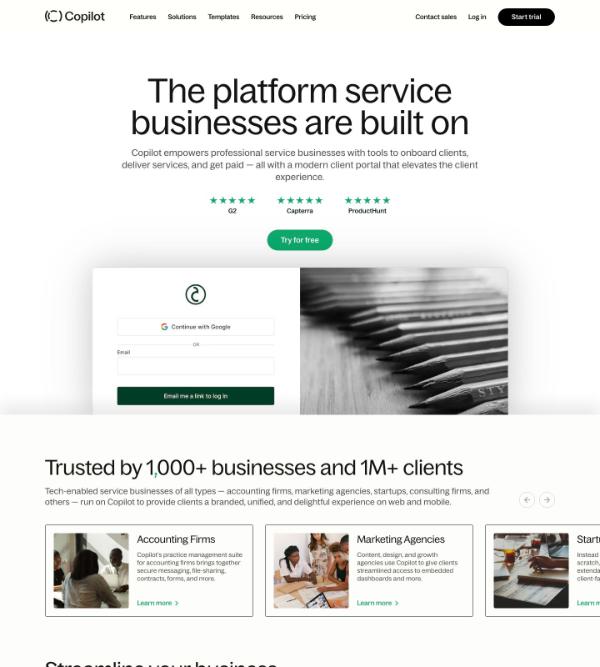 Copilot
Features Solutions Templates Resources Pricing
Contact sales Log in Start trial
The platform service
businesses are built on
Copilot empowers professional service businesses with tools to onboard clients,
deliver services, and get paid — all with a modern client portal that elevates the client
experience.
G2 Capterra ProductHunt
Try for free
Continue with Google
OR
Email
Email me a link to log in
STY
Trusted by 1,000+ businesses and 1M+ clients
Tech-enabled service businesses of all types — accounting firms, marketing agencies, startups, consulting firms, and
others — run on Copilot to provide clients a branded, unified, and delightful experience on web and mobile.
Accounting Firms
Copilot's practice management suite
for accounting firms brings together
secure messaging, file-sharing,
contracts, forms, and more.
Learn more
Marketing Agencies
Content, design, and growth
agencies use Copilot to give clients
streamlined access to embedded
dashboards and more.
Learn more
Startu
Instead
scratch,
extenda
client-fa
Learn m
Streamline your business